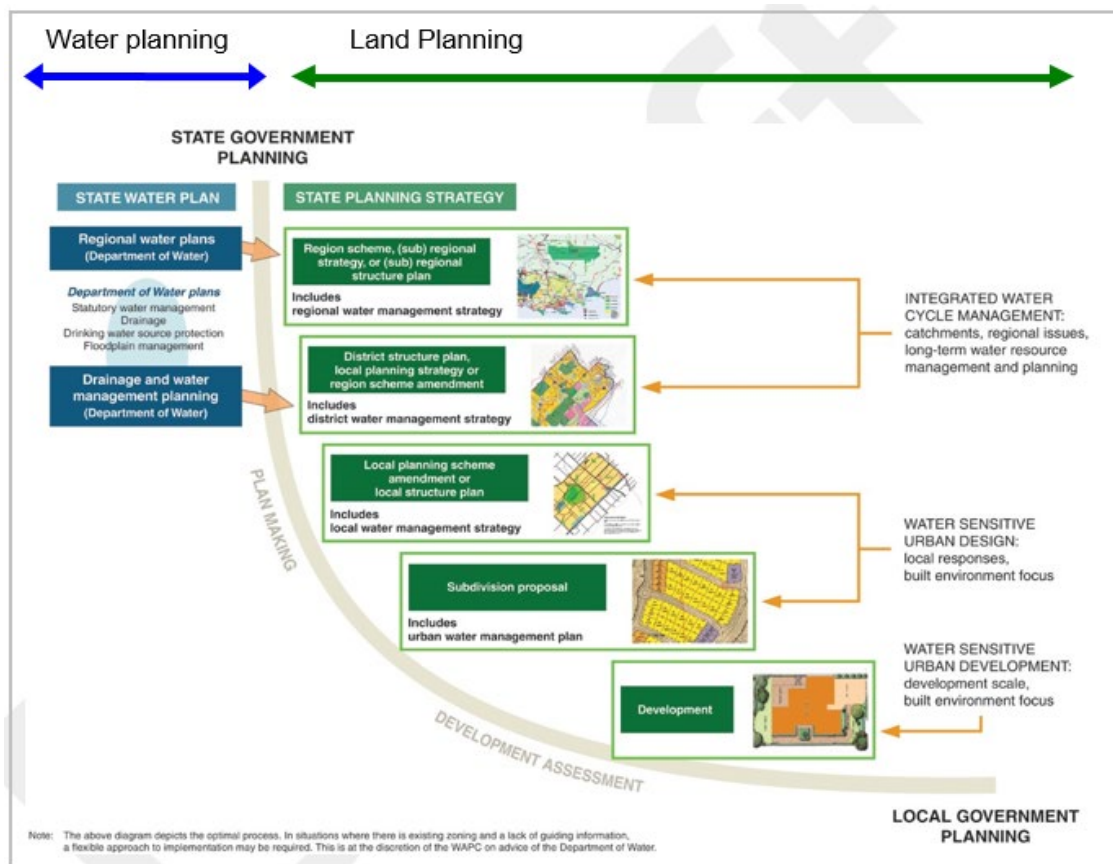 Water planning
Land Planning
STATE GOVERNMENT
PLANNING
STATE WATER PLAN
STATE PLANNING STRATEGY
Regional water plans
(Department of Water)
Region scheme, (sub) regional
strategy, or (sub) regional
structure plan
Includes
regional water management strategy
Department of Water plans
Statutory water management
Drainage
Drinking water source protection
Floodplain management
INTEGRATED WATER
CYCLE MANAGEMENT:
catchments, regional issues,
long-term water resource
management and planning
Drainage and water
management planning
(Department of Water)
District structure plan,
local planning strategy or
region scheme amendment
Includes
district water management strategy
PLAN MAKING
Local planning scheme
amendment or
local structure plan
Includes
local water management strategy
WATER SENSITIVE
URBAN DESIGN:
local responses,
built environment focus
Subdivision proposal
Includes
urban water management plan
WATER SENSITIVE
URBAN DEVELOPMENT:
development scale,
built environment focus
Development
DEVELOPMENT ASSESSMENT
LOCAL GOVERNMENT
PLANNING
Note: The above diagram depicts the optimal process. In situations where there is existing zoning and a lack of guiding information,
a flexible approach to implementation may be required. This is at the discretion of the WAPC on advice of the Department of Water.